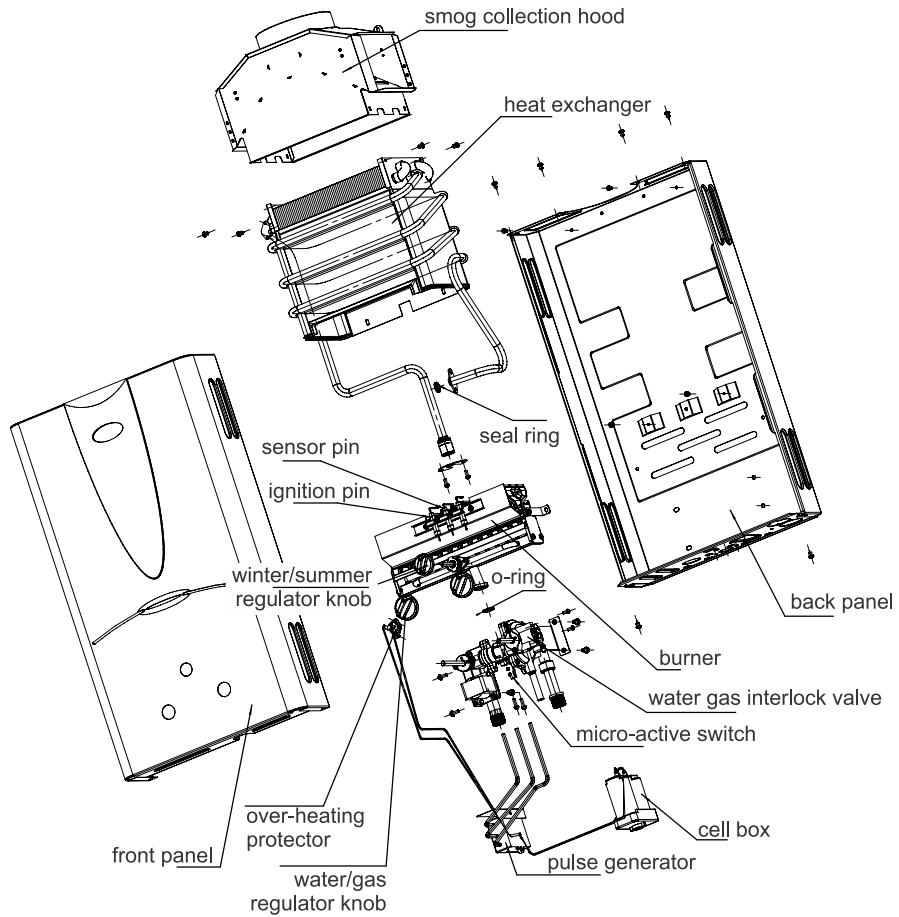 smog collection hood
heat exchanger
seal ring
sensor pin
ignition pin
winter/summer
regulator knob
o-ring
back panel
burner
water gas interlock valve
micro-active switch
over-heating
protector
cell box
front panel
pulse generator
water/gas
regulator knob